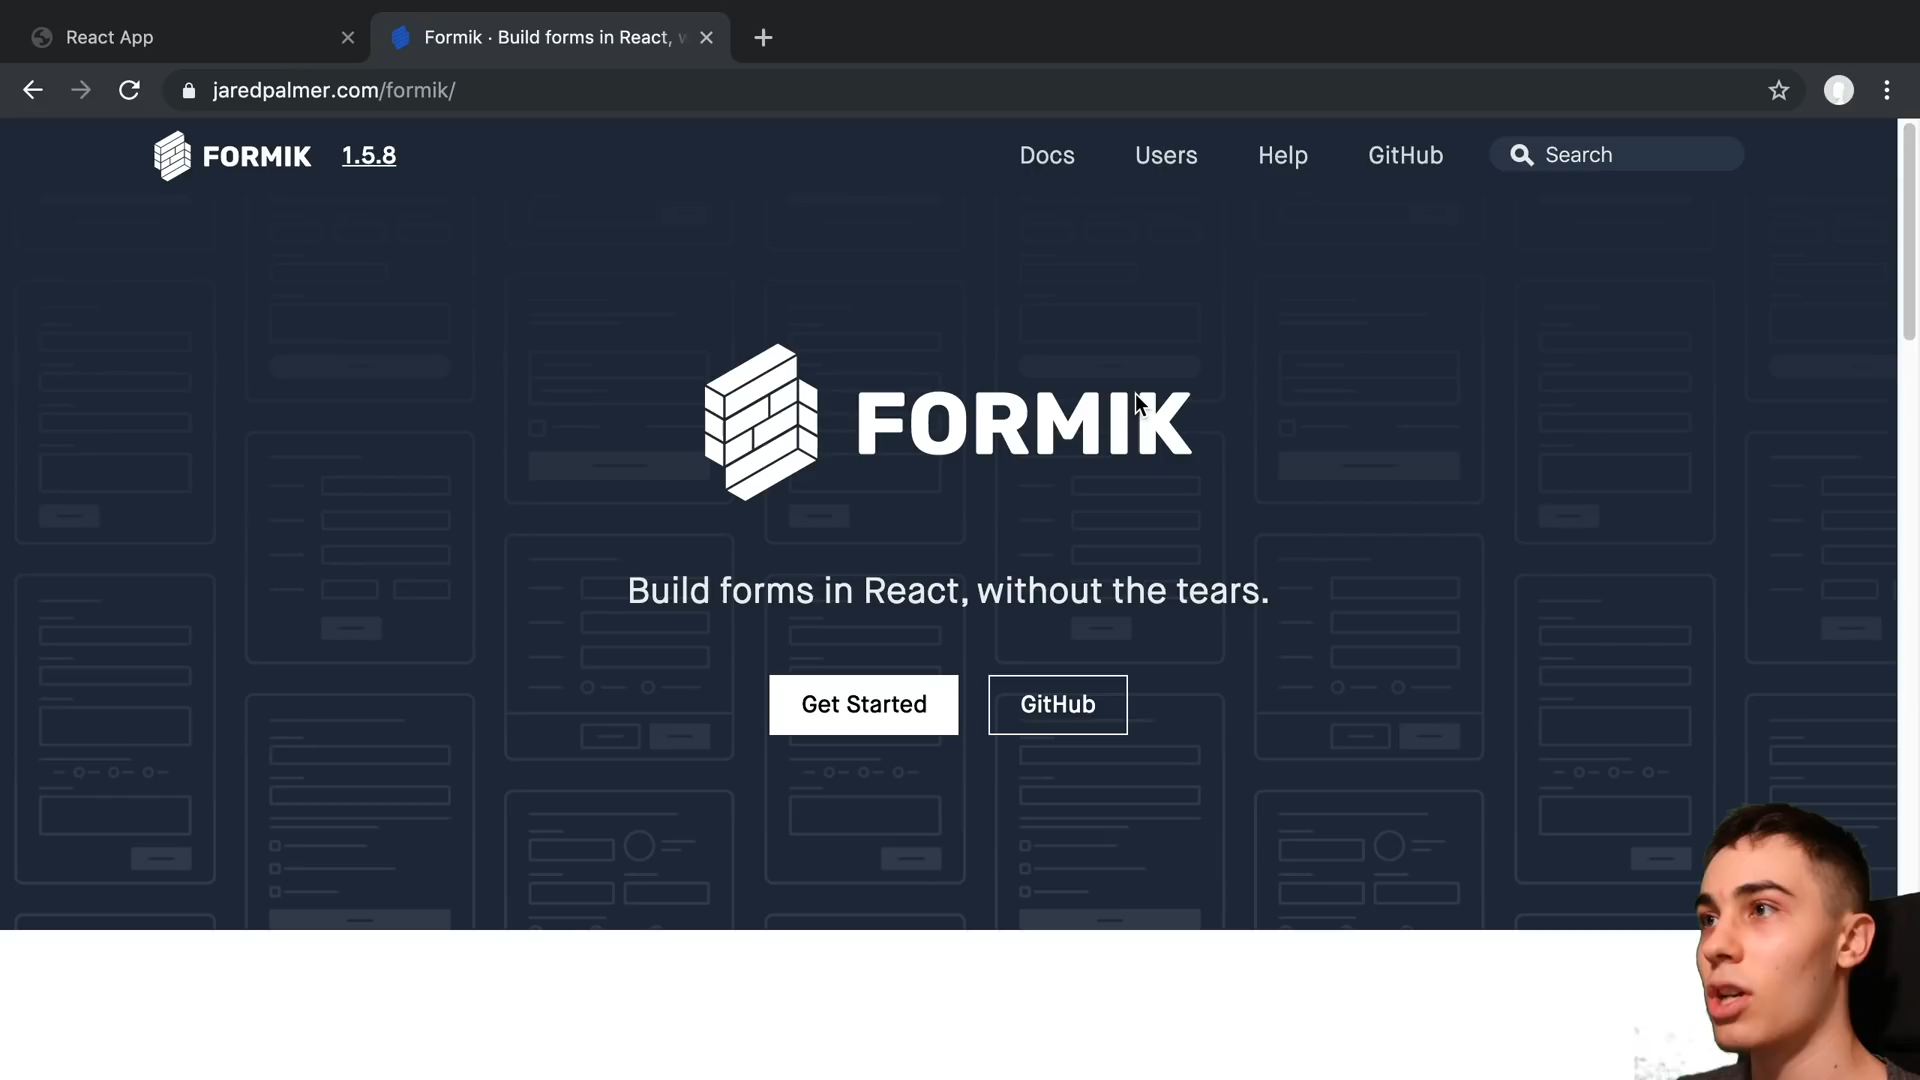 React App
Formik · Build forms in React,
jaredpalmer.com/formik/
FORMIK 1.5.8
Docs Users Help GitHub Search
FORMIK
Build forms in React, without the tears.
Get Started GitHub